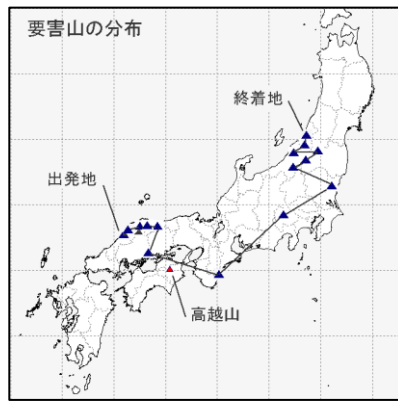 要害山の分布
終着地
出発地
高越山